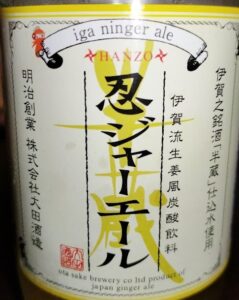 iga ninger ale
HANZO
伊賀之銘酒「半蔵」仕込水使用
伊賀流生姜風炭酸飲料
忍ジャーエール
半蔵
明治創業 株式会社大田酒造
ota sake brewery co ltd product of
japan ginger ale